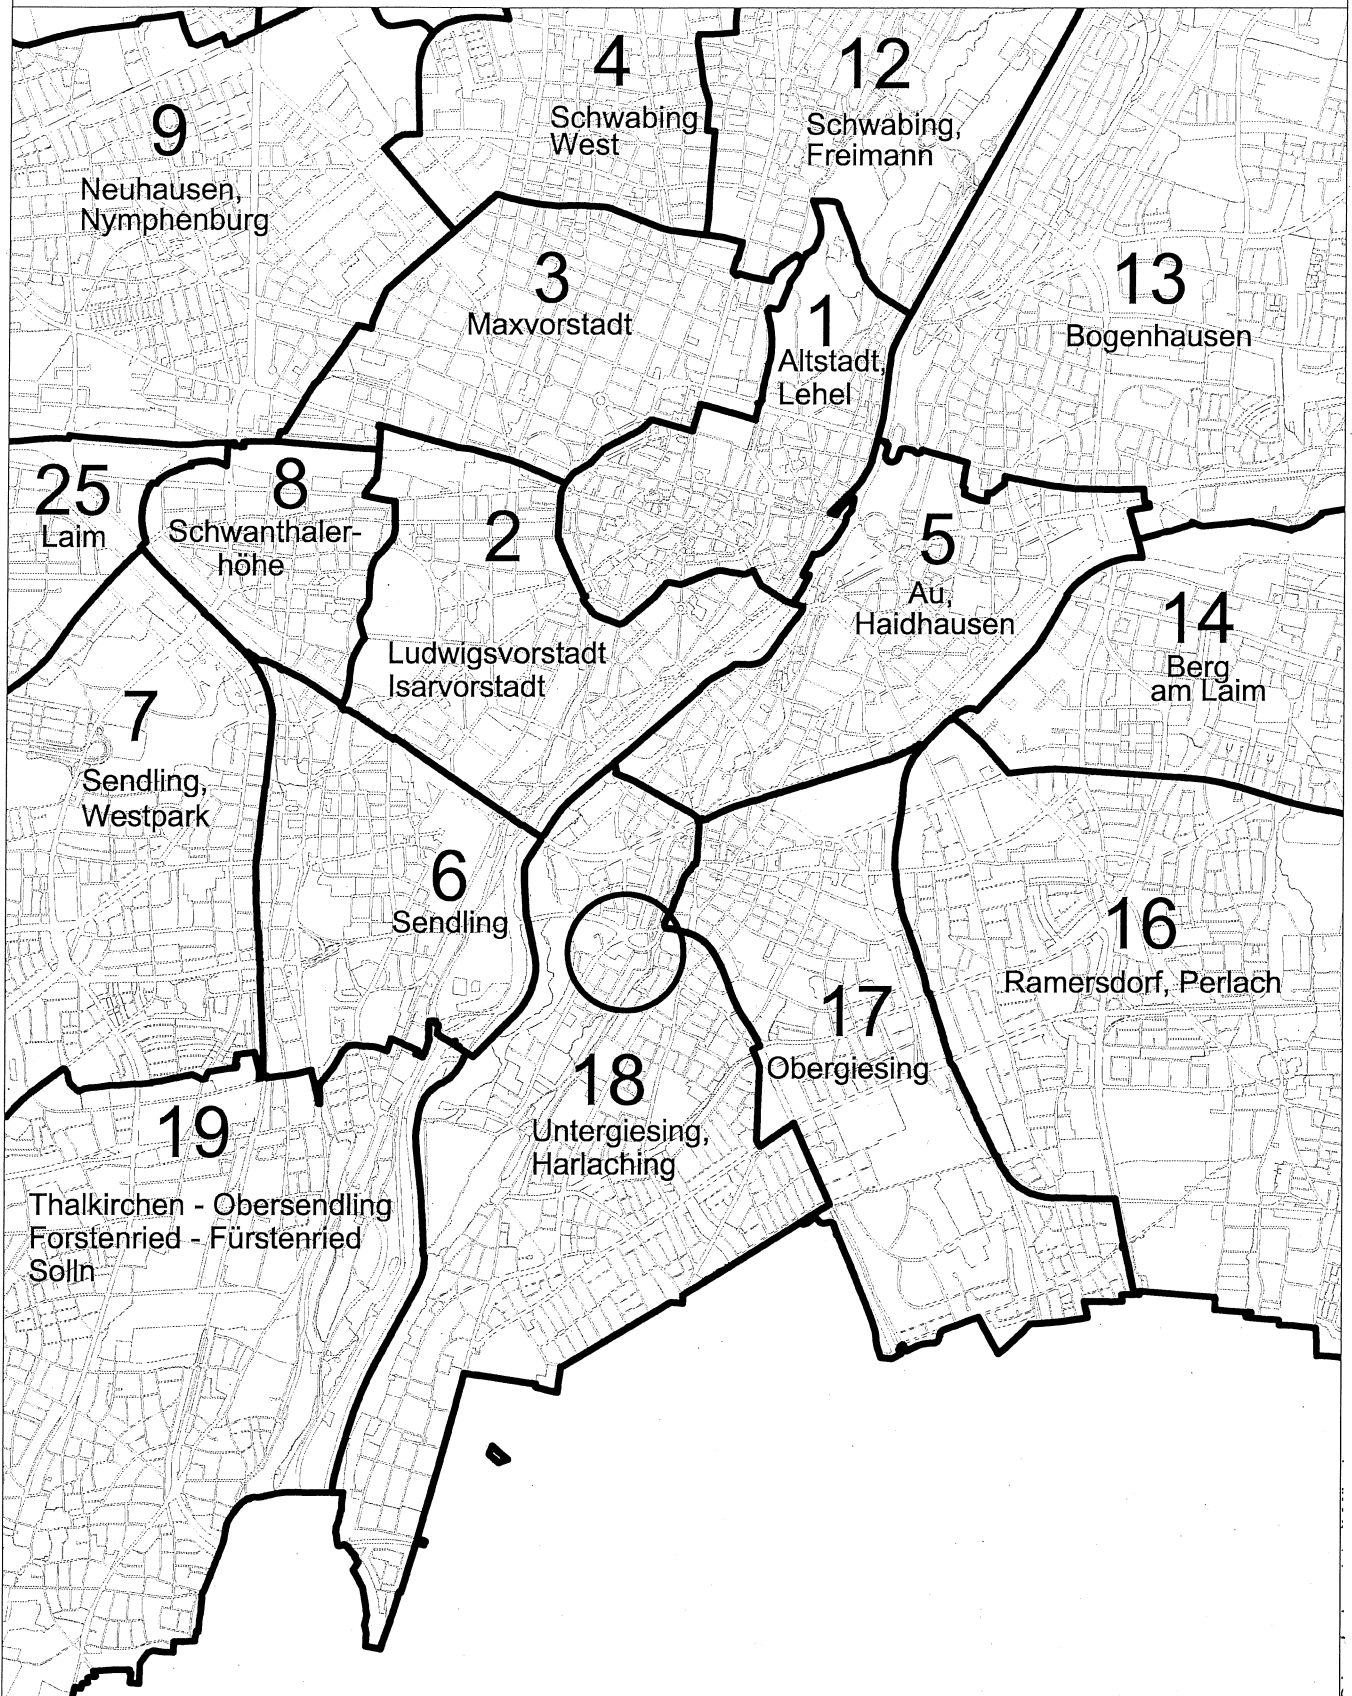 4
Schwabing
West
12
Schwabing,
Freimann
9
Neuhausen,
Nymphenburg
3
Maxvorstadt
1
Altstadt,
Lehel
13
Bogenhausen
25
Laim
8
Schwanthaler-
höhe
2
Ludwigsvorstadt
Isarvorstadt
5
Au,
Haidhausen
14
Berg
am Laim
7
Sendling,
Westpark
6
Sendling
16
Ramersdorf, Perlach
17
Obergiesing
18
Untergiesing,
Harlaching
19
Thalkirchen - Obersendling
Forstenried - Fürstenried
Solln